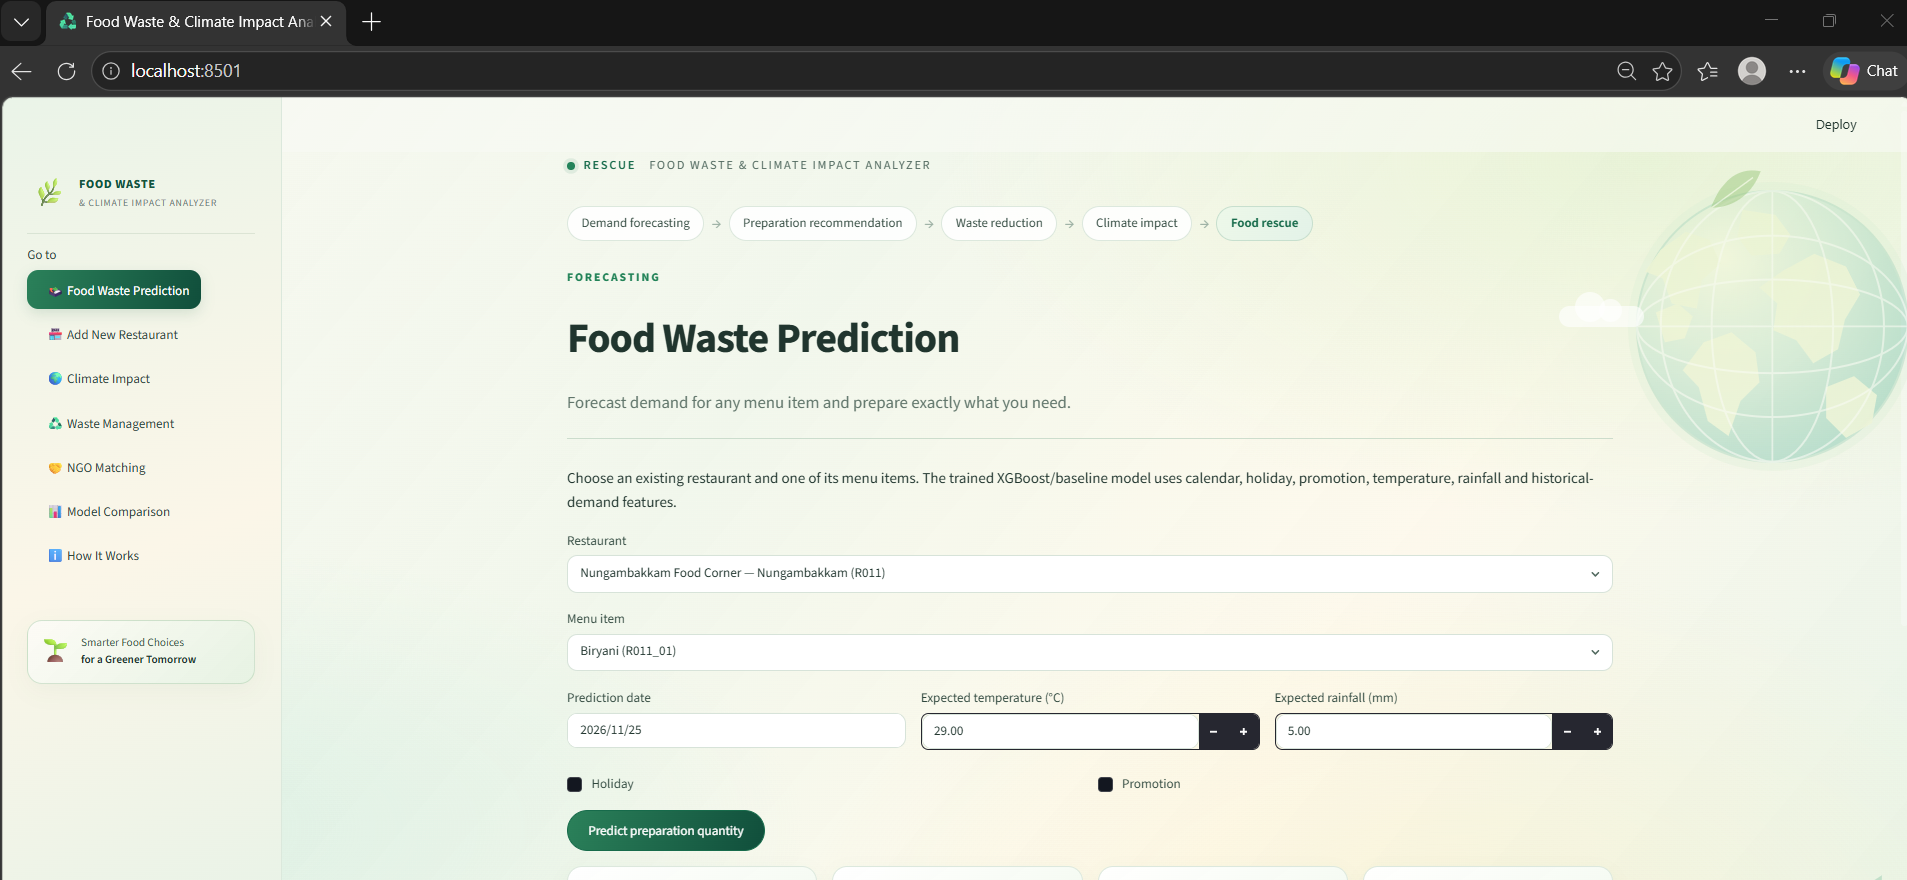 Food Waste & Climate Impact Ana
localhost:8501
Chat
Deploy
FOOD WASTE
& CLIMATE IMPACT ANALYZER
Go to
Food Waste Prediction
Add New Restaurant
Climate Impact
Waste Management
NGO Matching
Model Comparison
How It Works
Smarter Food Choices
for a Greener Tomorrow
RESCUE FOOD WASTE & CLIMATE IMPACT ANALYZER
Demand forecasting → Preparation recommendation → Waste reduction → Climate impact → Food rescue
FORECASTING
Food Waste Prediction
Forecast demand for any menu item and prepare exactly what you need.
Choose an existing restaurant and one of its menu items. The trained XGBoost/baseline model uses calendar, holiday, promotion, temperature, rainfall and historical-
demand features.
Restaurant
Nungambakkam Food Corner — Nungambakkam (R011)
Menu item
Biryani (R011_01)
Prediction date Expected temperature (°C) Expected rainfall (mm)
2026/11/25 29.00 − + 5.00 − +
Holiday Promotion
Predict preparation quantity